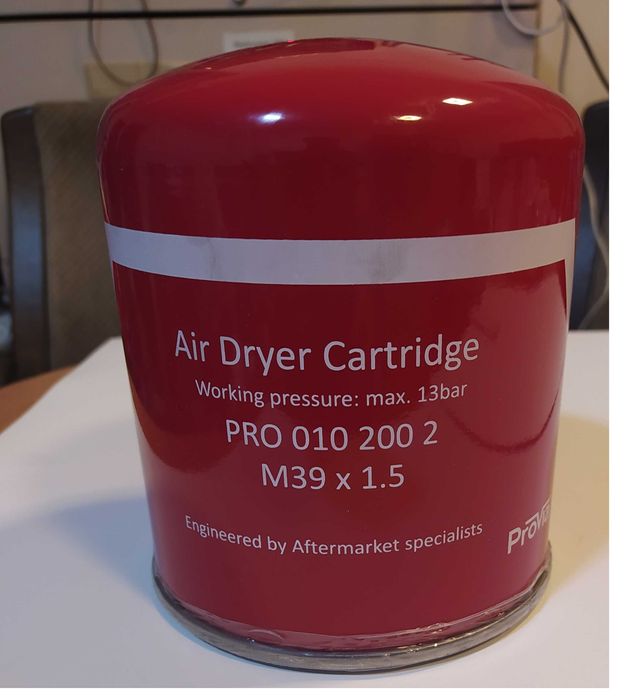 Air Dryer Cartridge
Working pressure: max. 13bar
PRO 010 200 2
M39 x 1.5
Engineered by Aftermarket specialists